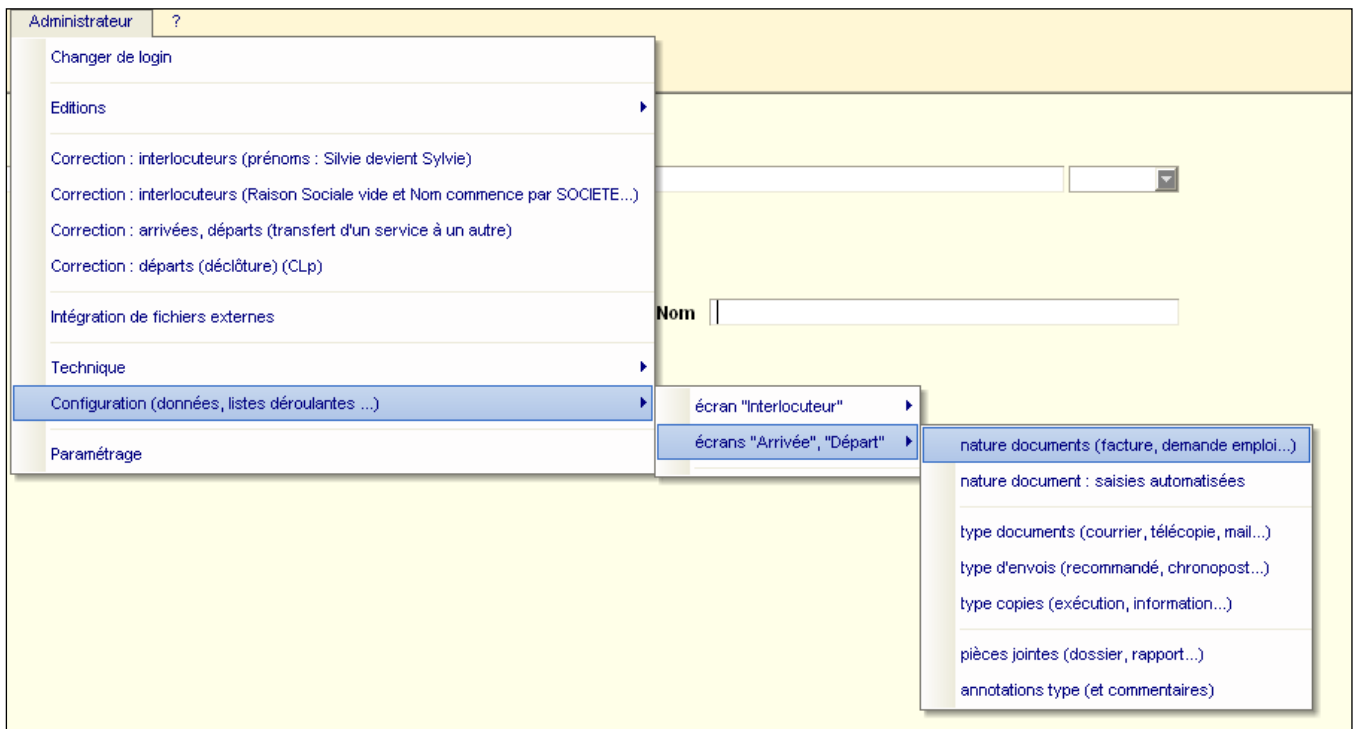 Administrateur ?
Changer de login
Editions
Correction : interlocuteurs (prénoms : Silvie devient Sylvie)
Correction : interlocuteurs (Raison Sociale vide et Nom commence par SOCIETE...)
Correction : arrivées, départs (transfert d'un service à un autre)
Correction : départs (déclôture) (CLp)
Intégration de fichiers externes
Nom
Technique
Configuration (données, listes déroulantes ...)
Paramétrage
écran "Interlocuteur"
écrans "Arrivée", "Départ"
nature documents (facture, demande emploi...)
nature document : saisies automatisées
type documents (courrier, télécopie, mail...)
type d'envois (recommandé, chronopost...)
type copies (exécution, information...)
pièces jointes (dossier, rapport...)
annotations type (et commentaires)